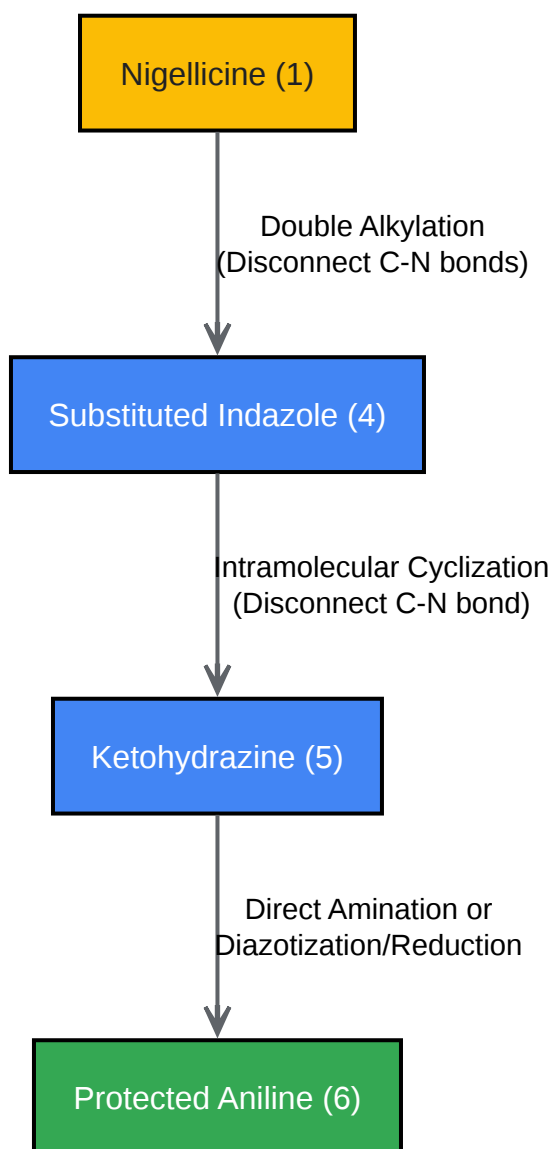 Nigellicine (1)
Double Alkylation
(Disconnect C-N bonds)
Substituted Indazole (4)
Intramolecular Cyclization
(Disconnect C-N bond)
Ketohydrazine (5)
Direct Amination or
Diazotization/Reduction
Protected Aniline (6)